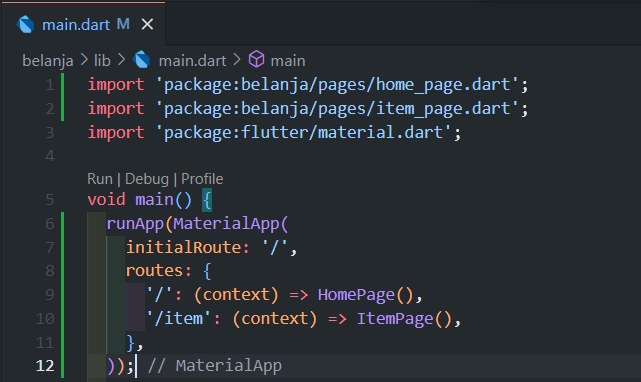 main.dart M ×
belanja > lib > main.dart > main
1 import 'package:belanja/pages/home_page.dart';
2 import 'package:belanja/pages/item_page.dart';
3 import 'package:flutter/material.dart';
4
Run | Debug | Profile
5 void main() {
6 runApp(MaterialApp(
7 initialRoute: '/',
8 routes: {
9 '/': (context) => HomePage(),
10 '/item': (context) => ItemPage(),
11 },
12 )); // MaterialApp